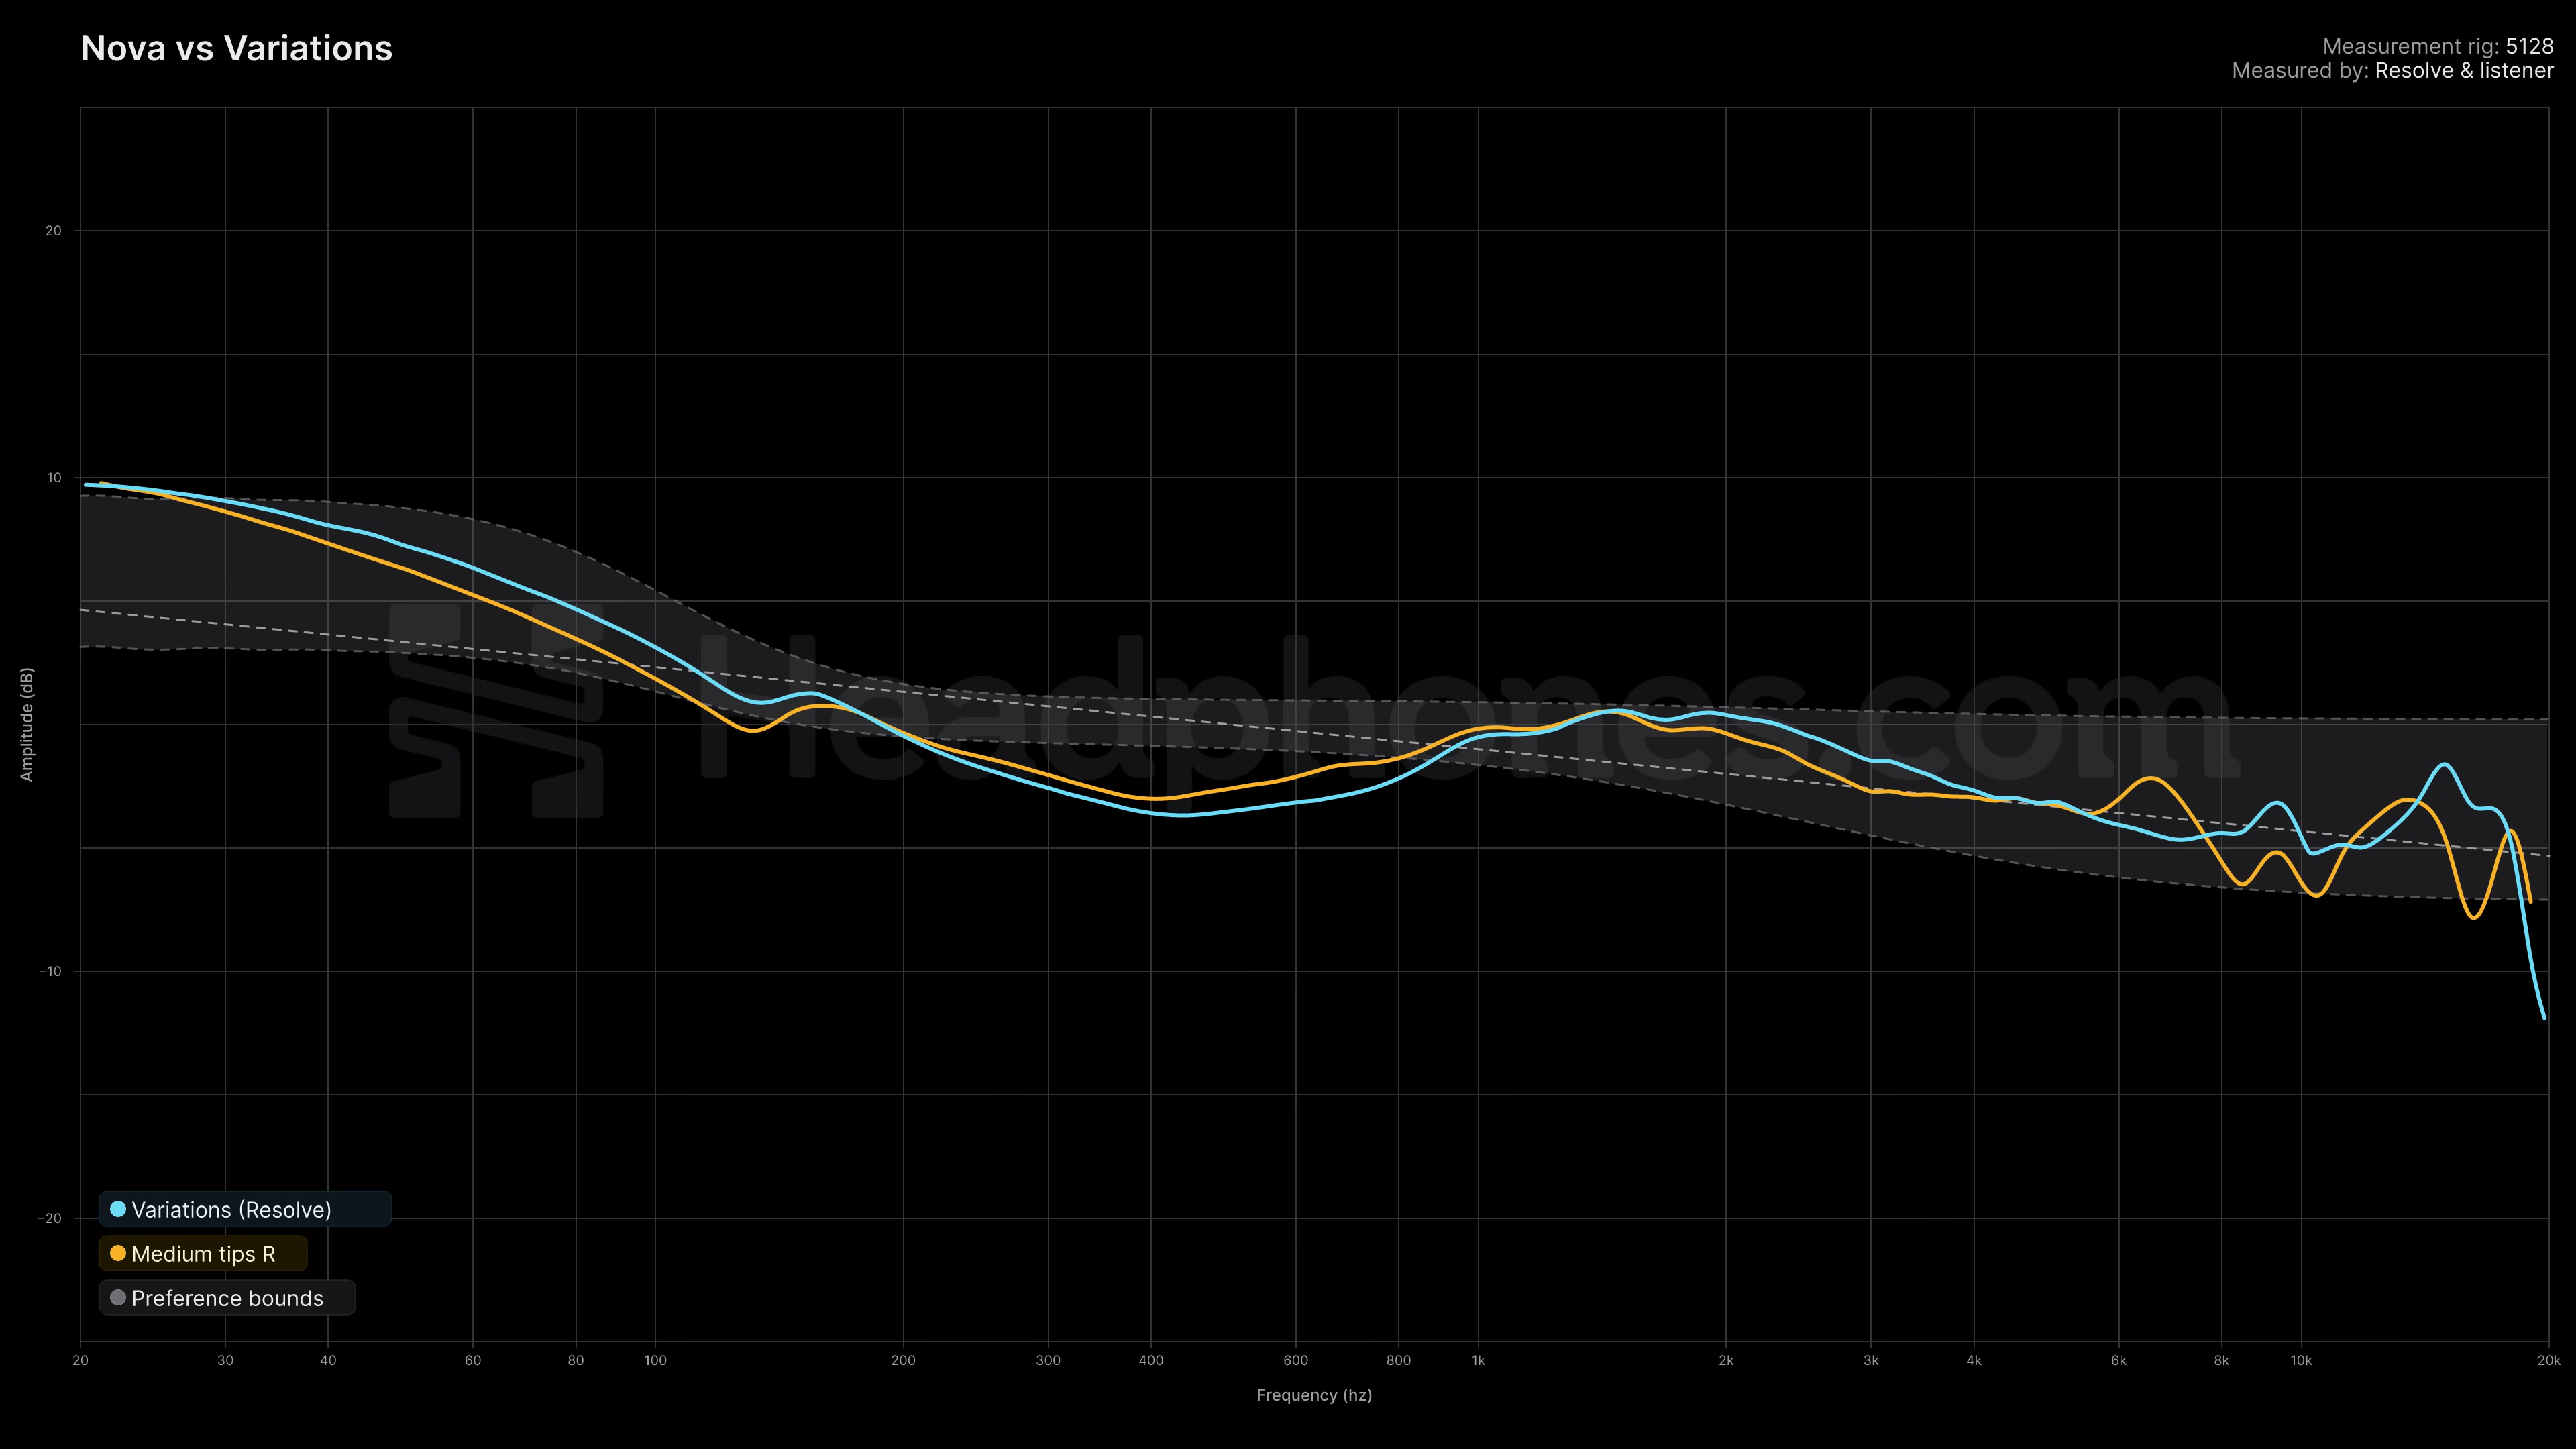 Nova vs Variations
Measurement rig: 5128
Measured by: Resolve & listener
20
10
−10
−20
Amplitude (dB)
Headphones.com
Variations (Resolve)
Medium tips R
Preference bounds
20 30 40 60 80 100 200 300 400 600 800 1k 2k 3k 4k 6k 8k 10k 20k
Frequency (hz)